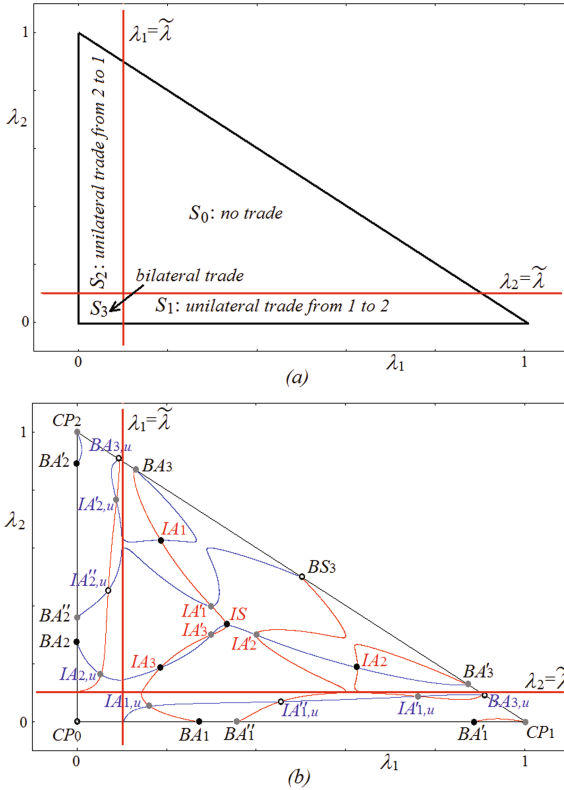 λ₁=λ̃
1
λ₂
S₂: unilateral trade from 2 to 1
S₀: no trade
bilateral trade
λ₂=λ̃
S₃
S₁: unilateral trade from 1 to 2
0
0
λ₁
1
(a)
CP₂
λ₁=λ̃
1
BA₃,u
BA₃
BA′₂
IA′₂,u
λ₂
IA₁
BS₃
IA″₂,u
BA″₂
IA′₁
IS
IA′₃
IA′₂
BA₂
IA₃
IA₂
BA′₃
IA₂,u
λ₂=λ̃
IA₁,u
IA″₁,u
IA′₁,u
BA₃,u
0
CP₀
BA₁
BA″₁
BA′₁
CP₁
0
λ₁
1
(b)